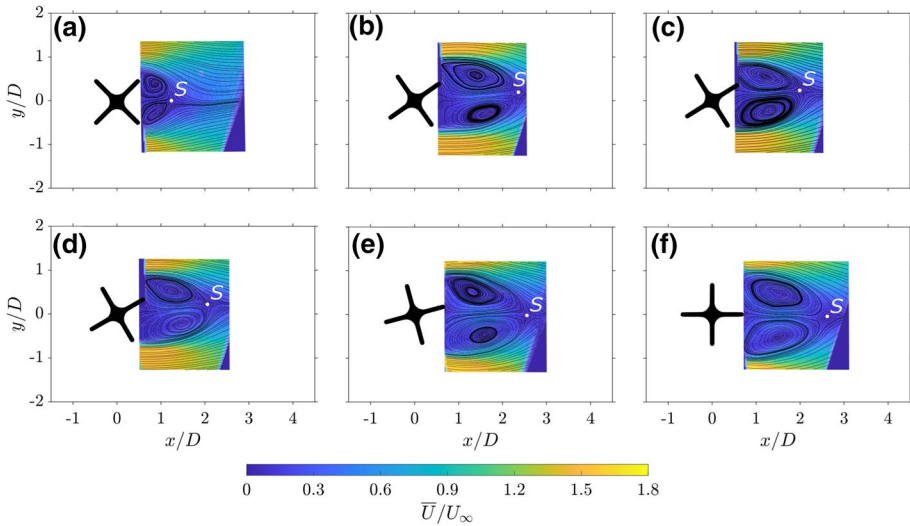 (a) (b) (c)
2
1
0
-1
-2
y/D
S S S
(d) (e) (f)
2
1
0
-1
-2
y/D
S S S
-1 0 1 2 3 4 -1 0 1 2 3 4 -1 0 1 2 3 4
x/D x/D x/D
0 0.3 0.6 0.9 1.2 1.5 1.8
U̅/U∞